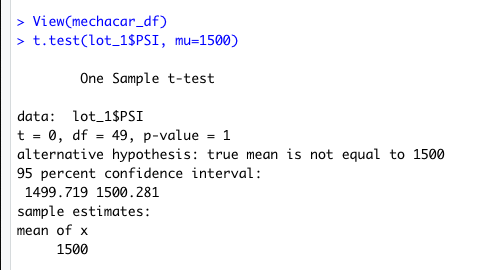 > View(mechacar_df)
> t.test(lot_1$PSI, mu=1500)
One Sample t-test
data:  lot_1$PSI
t = 0, df = 49, p-value = 1
alternative hypothesis: true mean is not equal to 1500
95 percent confidence interval:
 1499.719 1500.281
sample estimates:
mean of x
1500